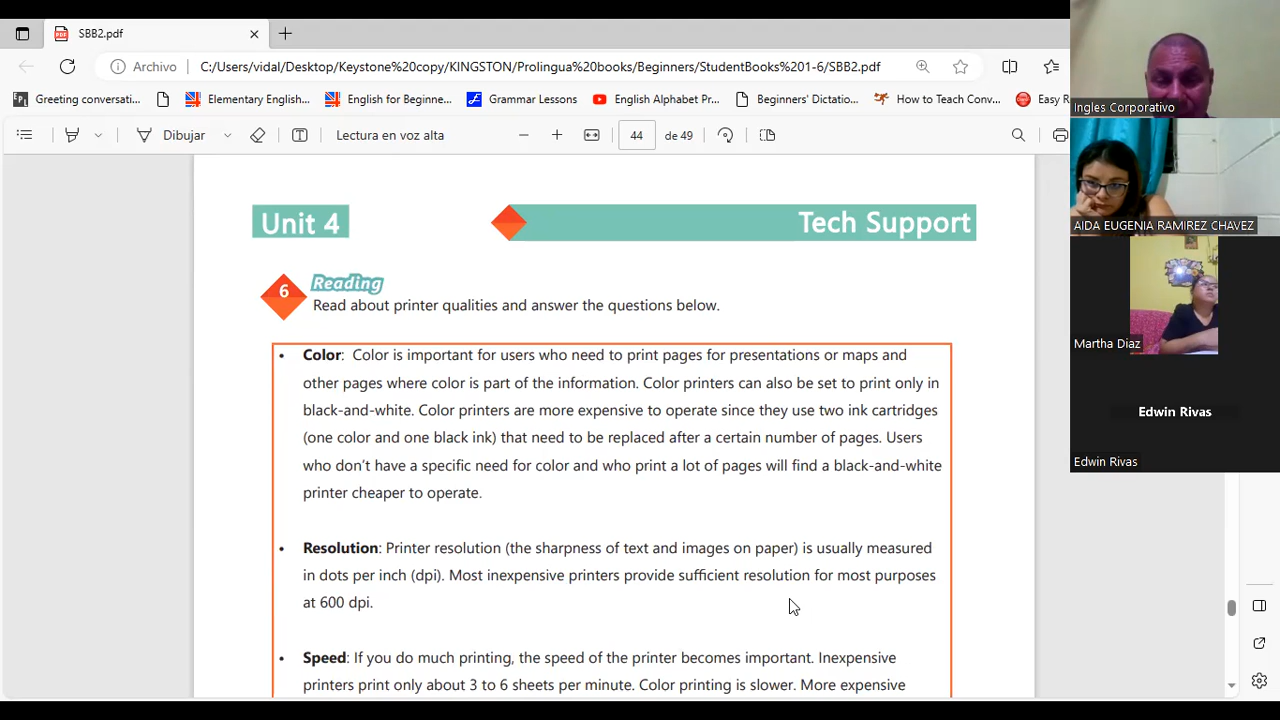 SBB2.pdf
Archivo
C:/Users/vidal/Desktop/Keystone%20copy/KINGSTON/Prolingua%20books/Beginners/StudentBooks%201-6/SBB2.pdf
Greeting conversati...
Elementary English...
English for Beginne...
Grammar Lessons
English Alphabet Pr...
Beginners' Dictatio...
How to Teach Conv...
Easy R
Dibujar
Lectura en voz alta
44
de 49
Unit 4
Tech Support
6
Reading
Read about printer qualities and answer the questions below.
• Color: Color is important for users who need to print pages for presentations or maps and
other pages where color is part of the information. Color printers can also be set to print only in
black-and-white. Color printers are more expensive to operate since they use two ink cartridges
(one color and one black ink) that need to be replaced after a certain number of pages. Users
who don't have a specific need for color and who print a lot of pages will find a black-and-white
printer cheaper to operate.
• Resolution: Printer resolution (the sharpness of text and images on paper) is usually measured
in dots per inch (dpi). Most inexpensive printers provide sufficient resolution for most purposes
at 600 dpi.
• Speed: If you do much printing, the speed of the printer becomes important. Inexpensive
printers print only about 3 to 6 sheets per minute. Color printing is slower. More expensive
Ingles Corporativo
AIDA EUGENIA RAMIREZ CHAVEZ
Martha Diaz
Edwin Rivas
Edwin Rivas